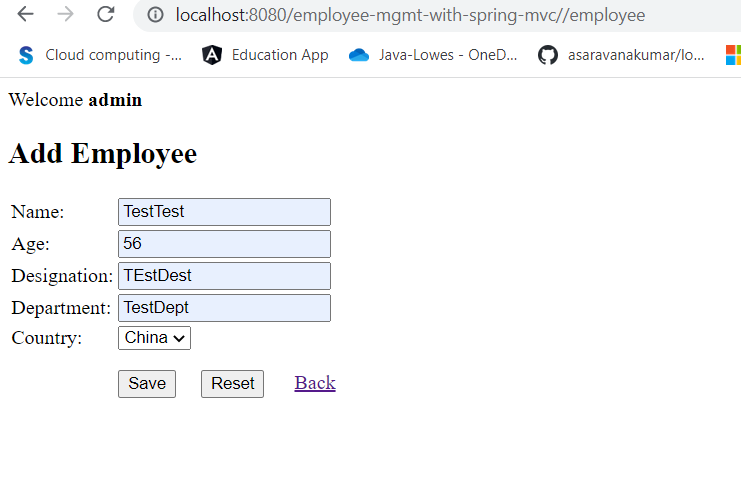 localhost:8080/employee-mgmt-with-spring-mvc//employee
Cloud computing -... Education App Java-Lowes - OneD... asaravanakumar/lo...
Welcome admin
Add Employee
Name: TestTest
Age: 56
Designation: TEstDest
Department: TestDept
Country: China
Save Reset Back